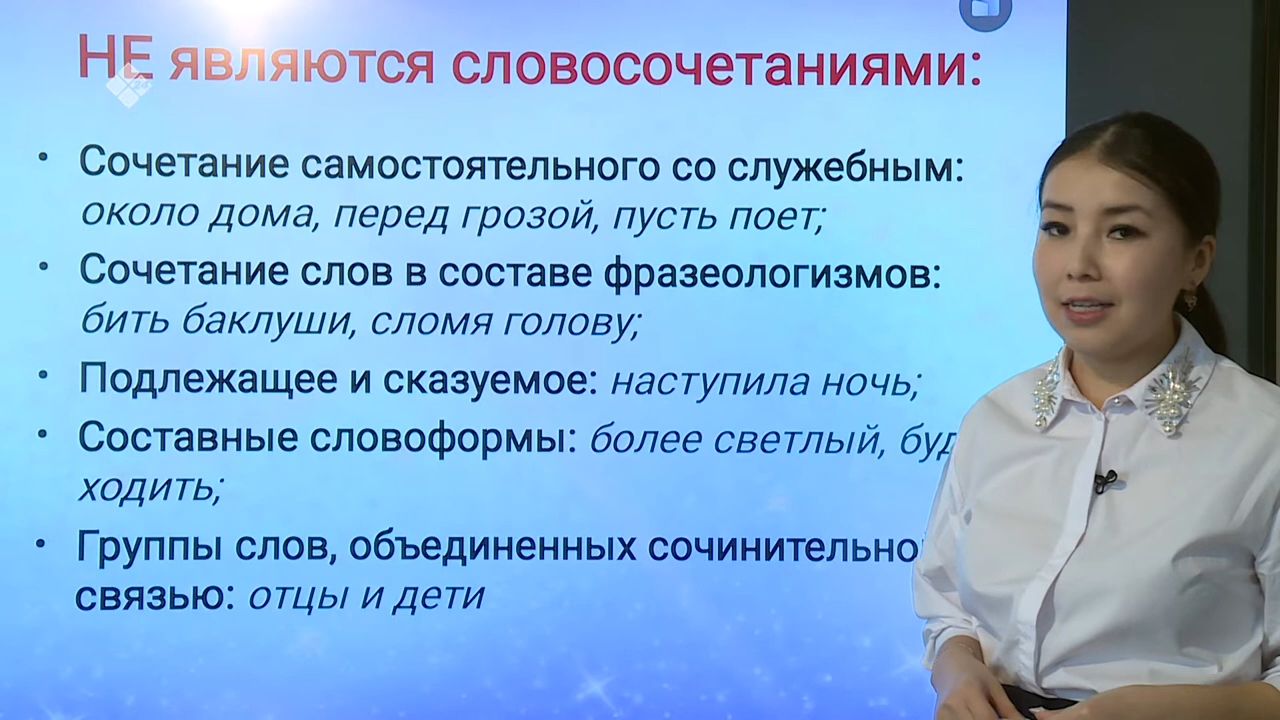 НЕ являются словосочетаниями:
• Сочетание самостоятельного со служебным:
около дома, перед грозой, пусть поет;
• Сочетание слов в составе фразеологизмов:
бить баклуши, сломя голову;
• Подлежащее и сказуемое: наступила ночь;
• Составные словоформы: более светлый,
ходить;
• Группы слов, объединенных
связью: отцы и дети